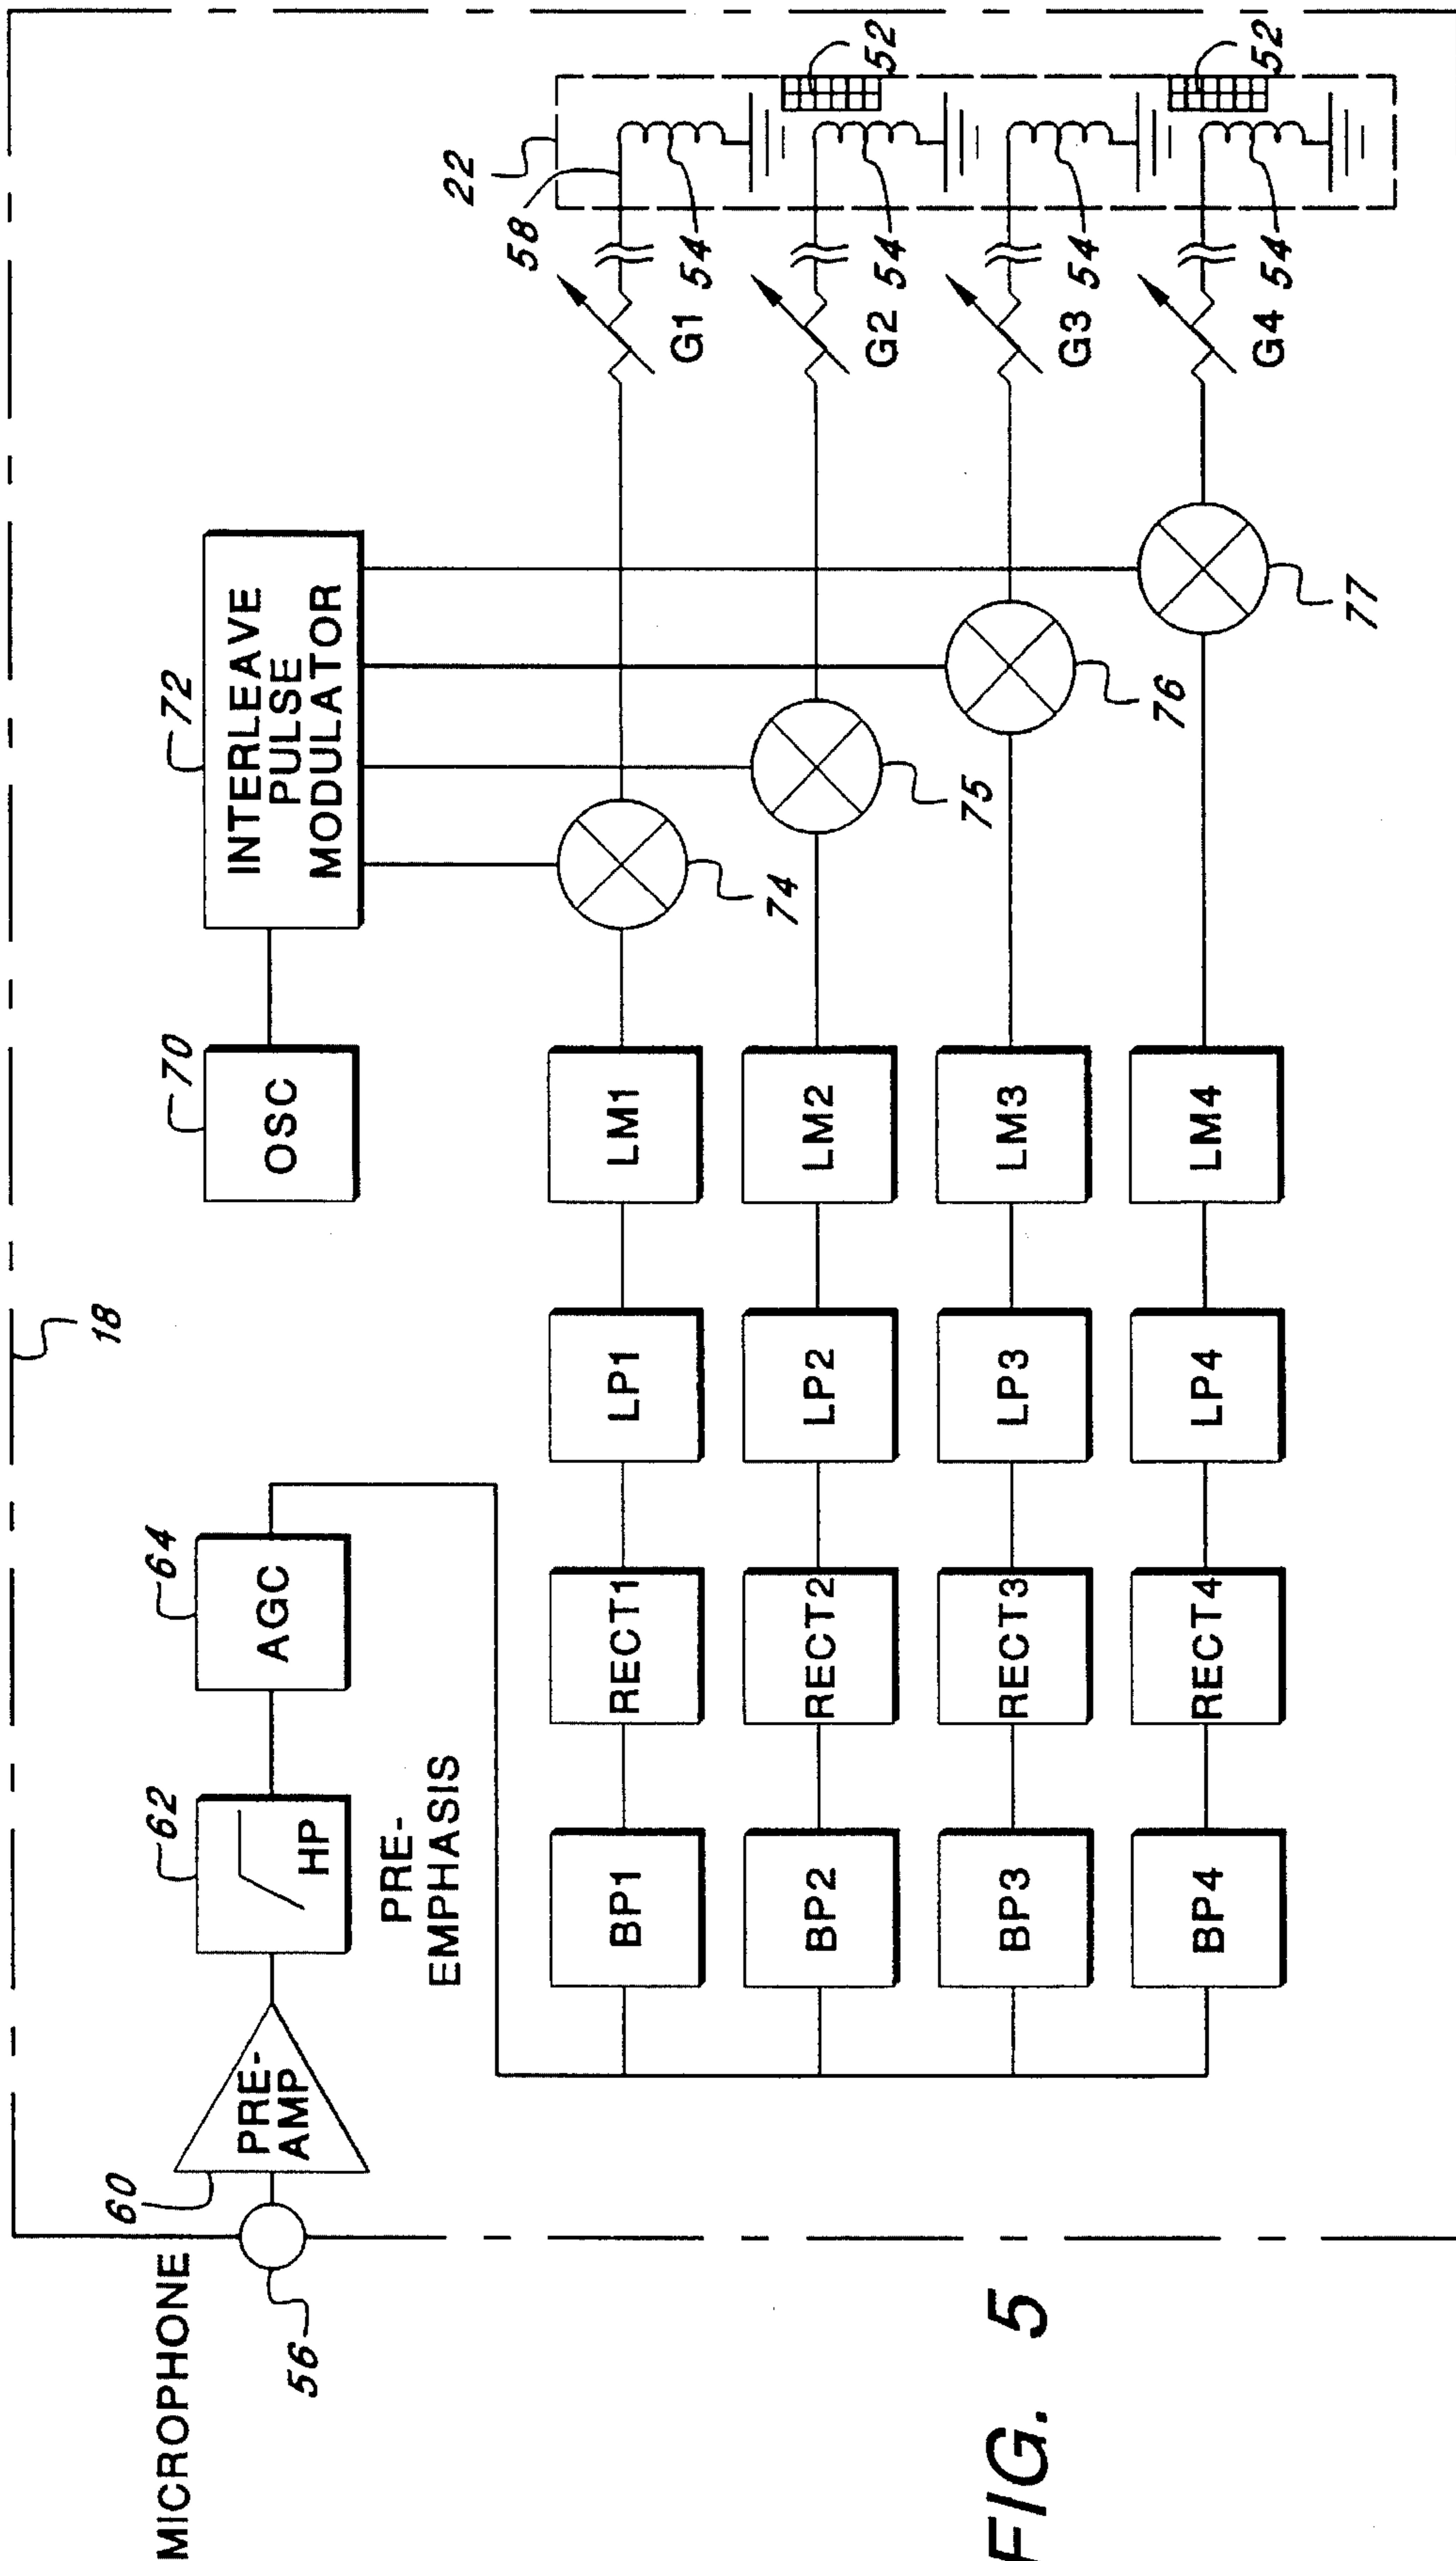 18
MICROPHONE
56
60
PRE-
AMP
62
HP
PRE-
EMPHASIS
64
AGC
70
OSC
72
INTERLEAVE
PULSE
MODULATOR
BP1
RECT1
LP1
LM1
74
G1
58
22
54
BP2
RECT2
LP2
LM2
75
G2
54
52
BP3
RECT3
LP3
LM3
76
G3
54
BP4
RECT4
LP4
LM4
77
G4
54
52
FIG. 5